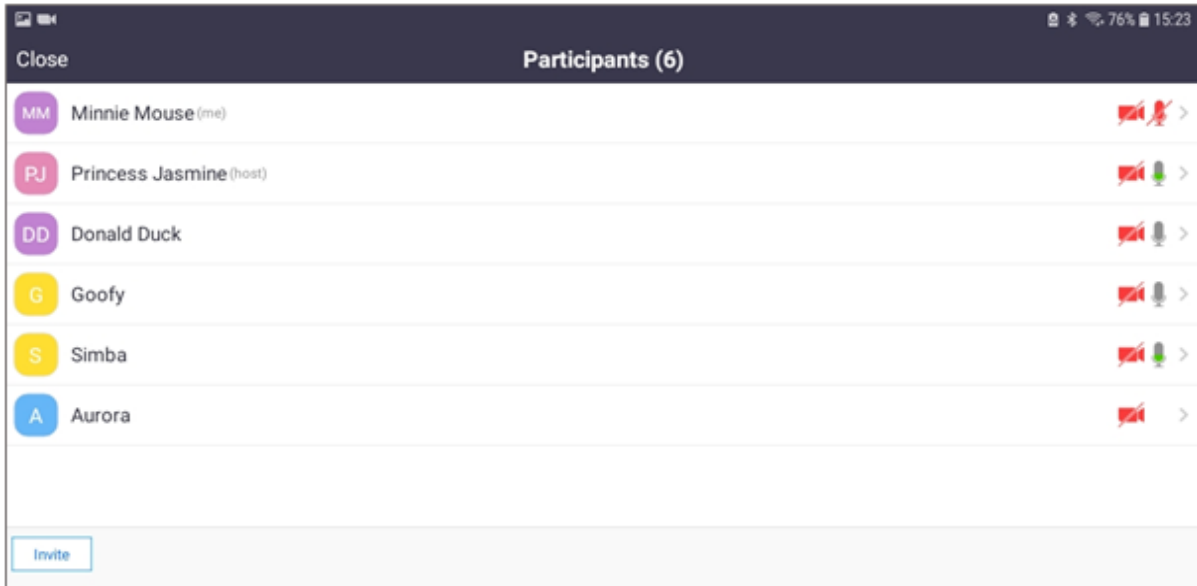 76% 15:23
Close Participants (6)
MM Minnie Mouse (me)
PJ Princess Jasmine (host)
DD Donald Duck
G Goofy
S Simba
A Aurora
Invite